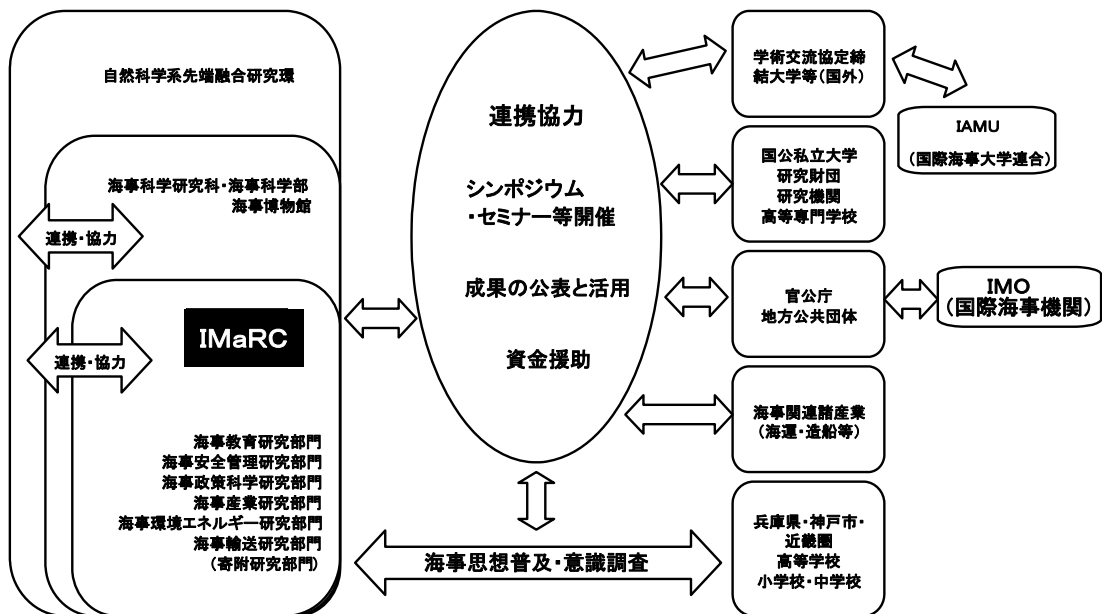 自然科学系先端融合研究環
海事科学研究科・海事科学部
海事博物館
連携・協力
IMaRC
連携・協力
海事教育研究部門
海事安全管理研究部門
海事政策科学研究部門
海事産業研究部門
海事環境エネルギー研究部門
海事輸送研究部門
(寄附研究部門)
連携協力
シンポジウム
・セミナー等開催
成果の公表と活用
資金援助
海事思想普及・意識調査
学術交流協定締
結大学等(国外)
IAMU
(国際海事大学連合)
国公私立大学
研究財団
研究機関
高等専門学校
官公庁
地方公共団体
IMO
(国際海事機関)
海事関連諸産業
(海運・造船等)
兵庫県・神戸市・
近畿圏
高等学校
小学校・中学校